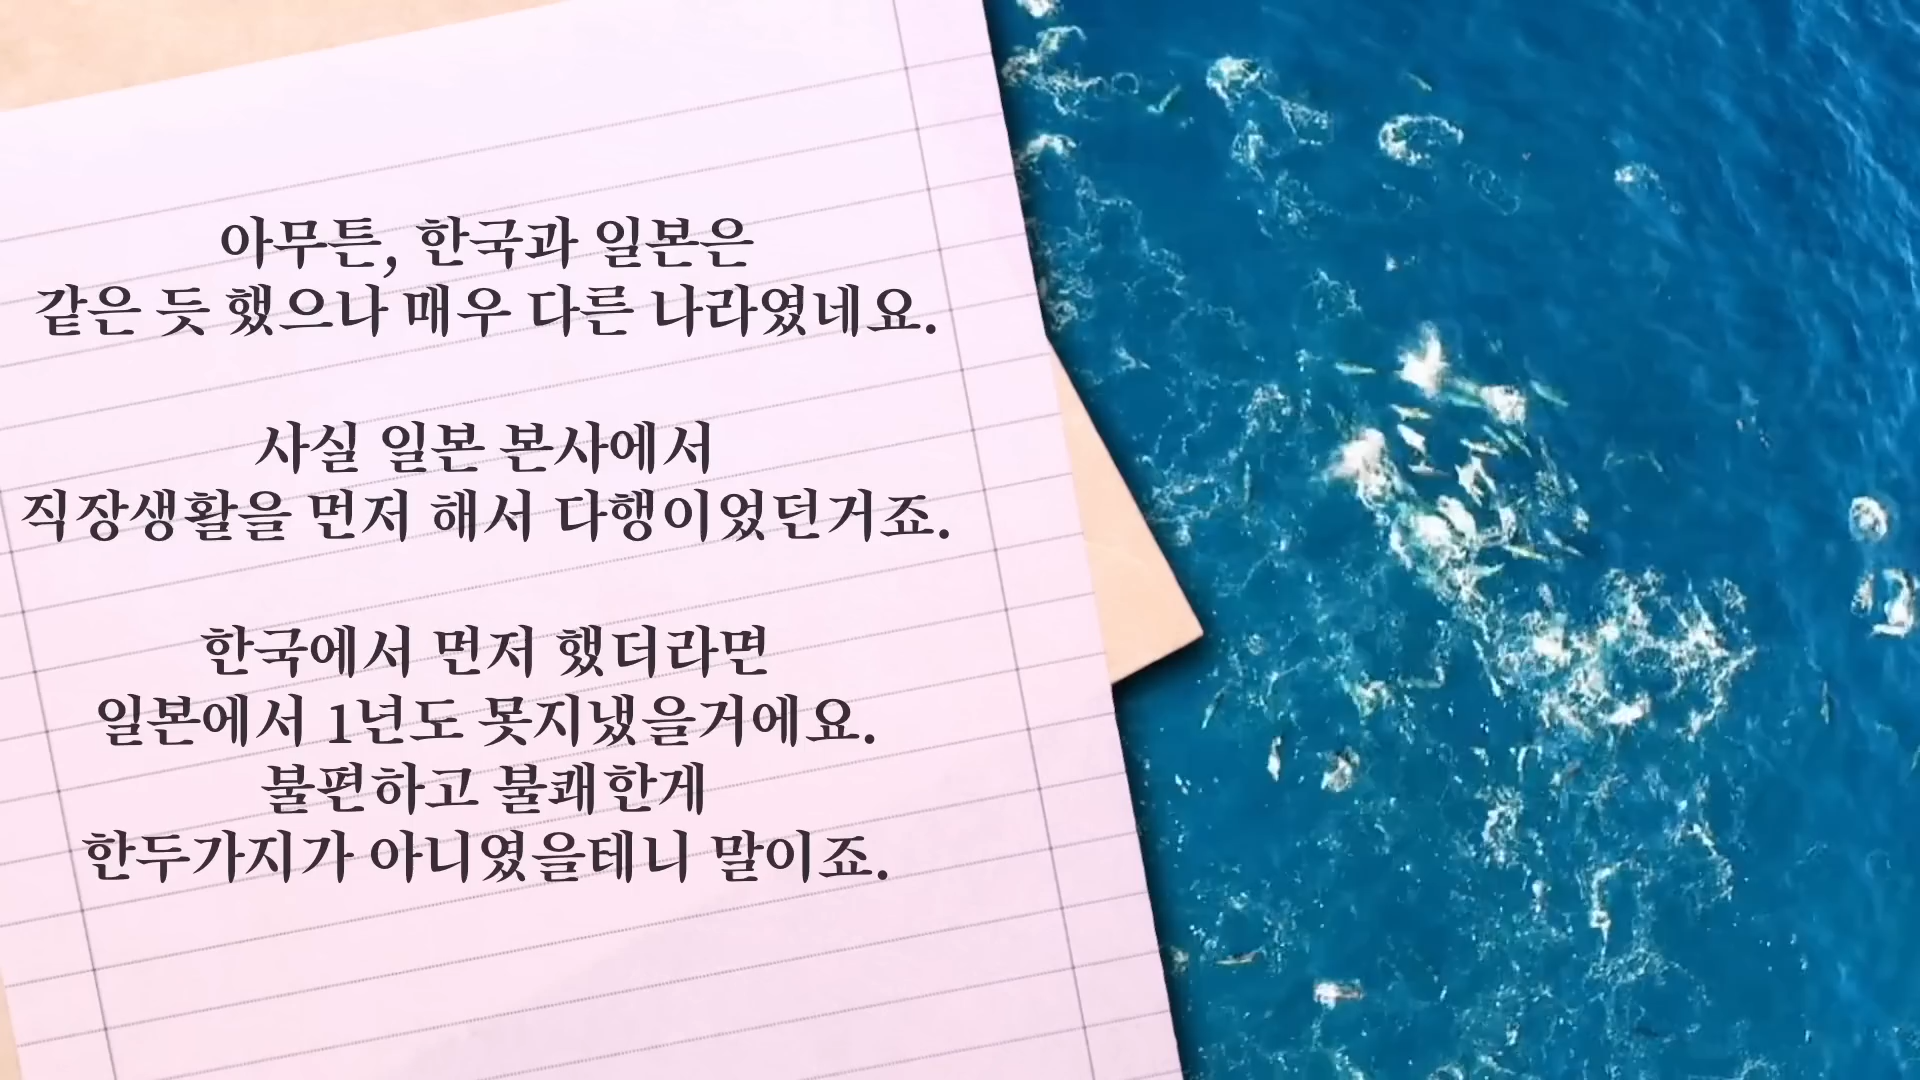 아무튼, 한국과 일본은
같은 듯 했으나 매우 다른 나라였네요.
사실 일본 본사에서
직장생활을 먼저 해서 다행이었던거죠.
한국에서 먼저 했더라면
일본에서 1년도 못지냈을거에요.
불편하고 불쾌한게
한두가지가 아니였을테니 말이죠.